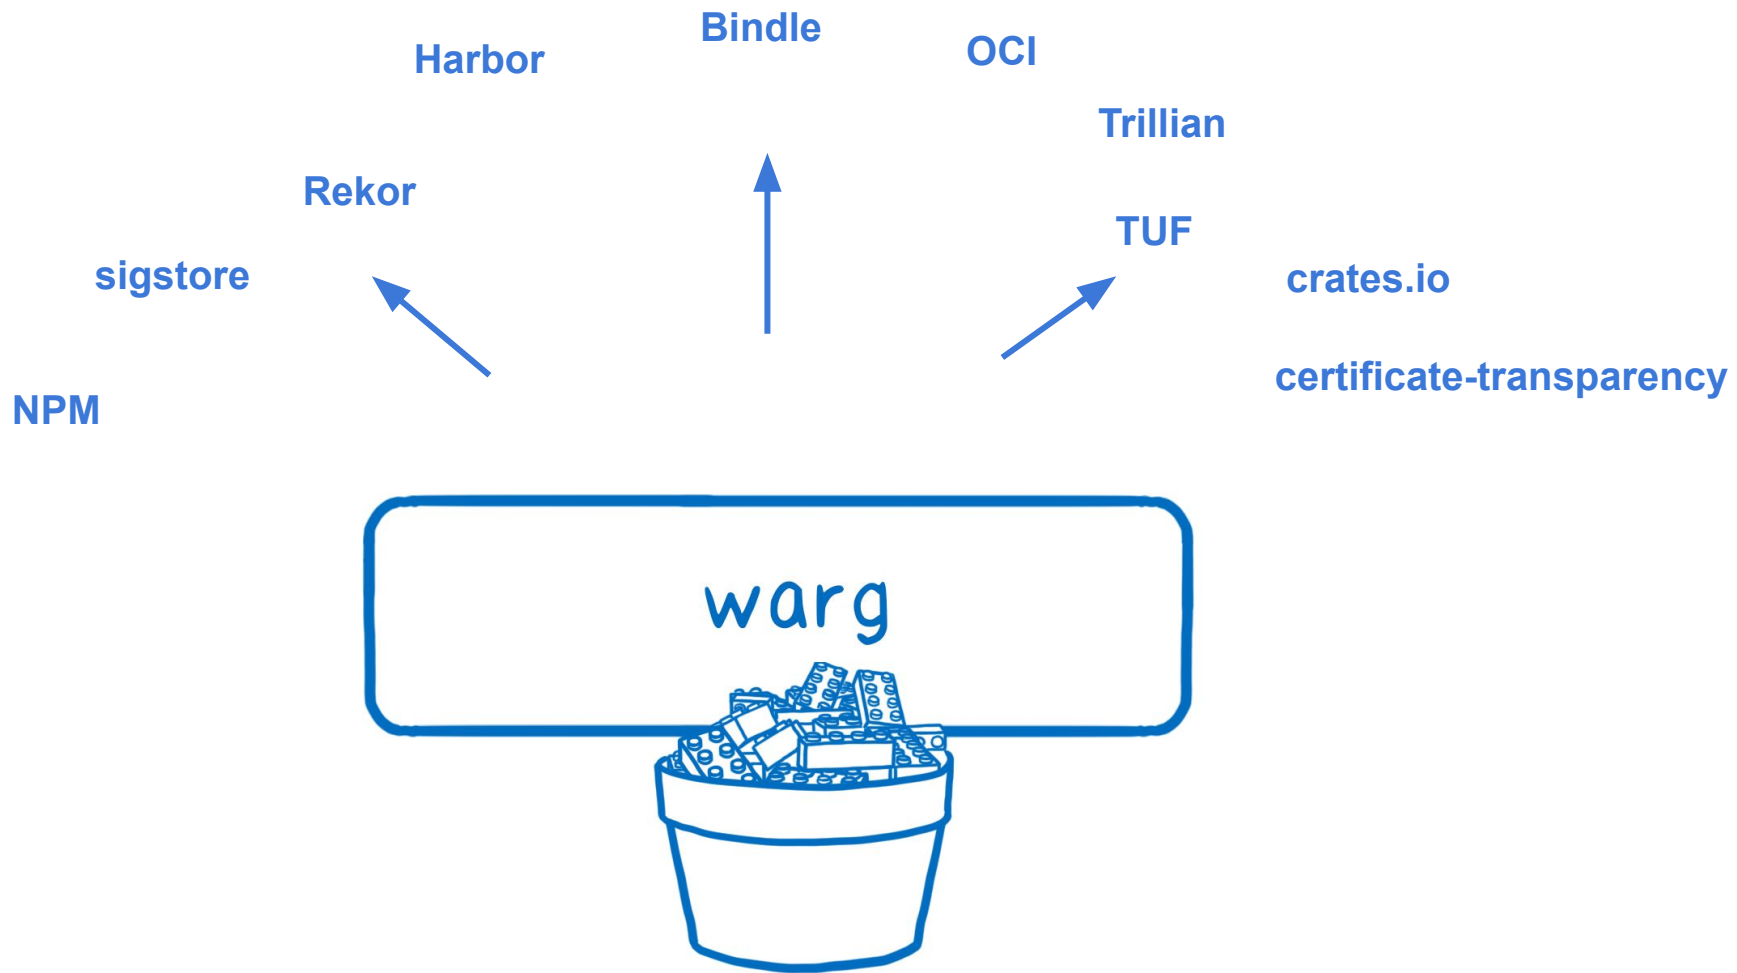 Bindle
Harbor
OCI
Trillian
Rekor
TUF
sigstore
crates.io
certificate-transparency
NPM
warg